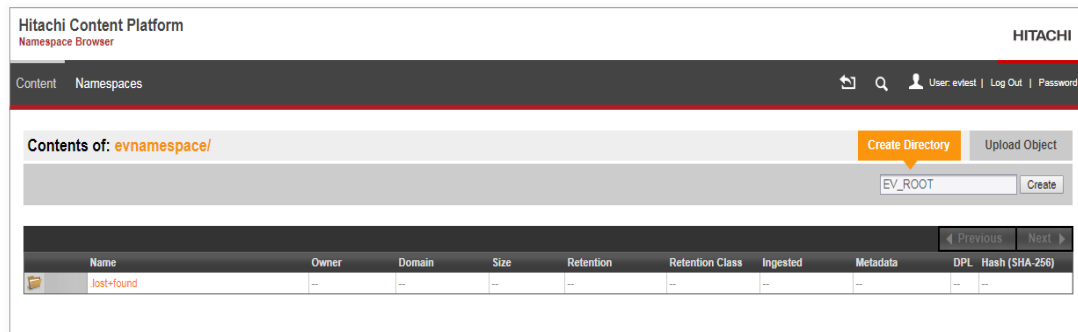 Hitachi Content Platform
Namespace Browser
HITACHI
Content Namespaces User: evtest | Log Out | Password
Contents of: evnamespace/ Create Directory Upload Object
EV_ROOT Create
Previous Next
Name Owner Domain Size Retention Retention Class Ingested Metadata DPL Hash (SHA-256)
.lost+found -- -- -- -- -- -- -- -- --